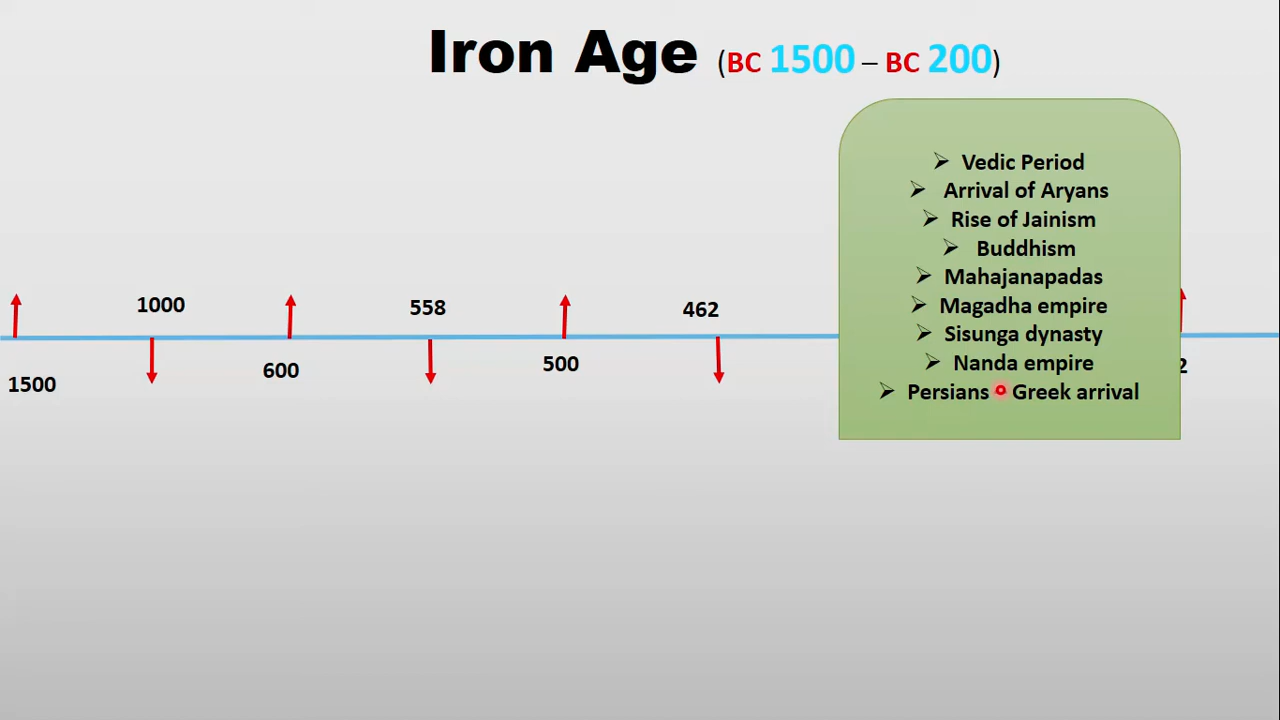 Iron Age (BC 1500 – BC 200)
➢ Vedic Period
➢ Arrival of Aryans
➢ Rise of Jainism
➢ Buddhism
➢ Mahajanapadas
➢ Magadha empire
➢ Sisunga dynasty
➢ Nanda empire
➢ Persians Greek arrival
1000
558
462
1500
600
500
2